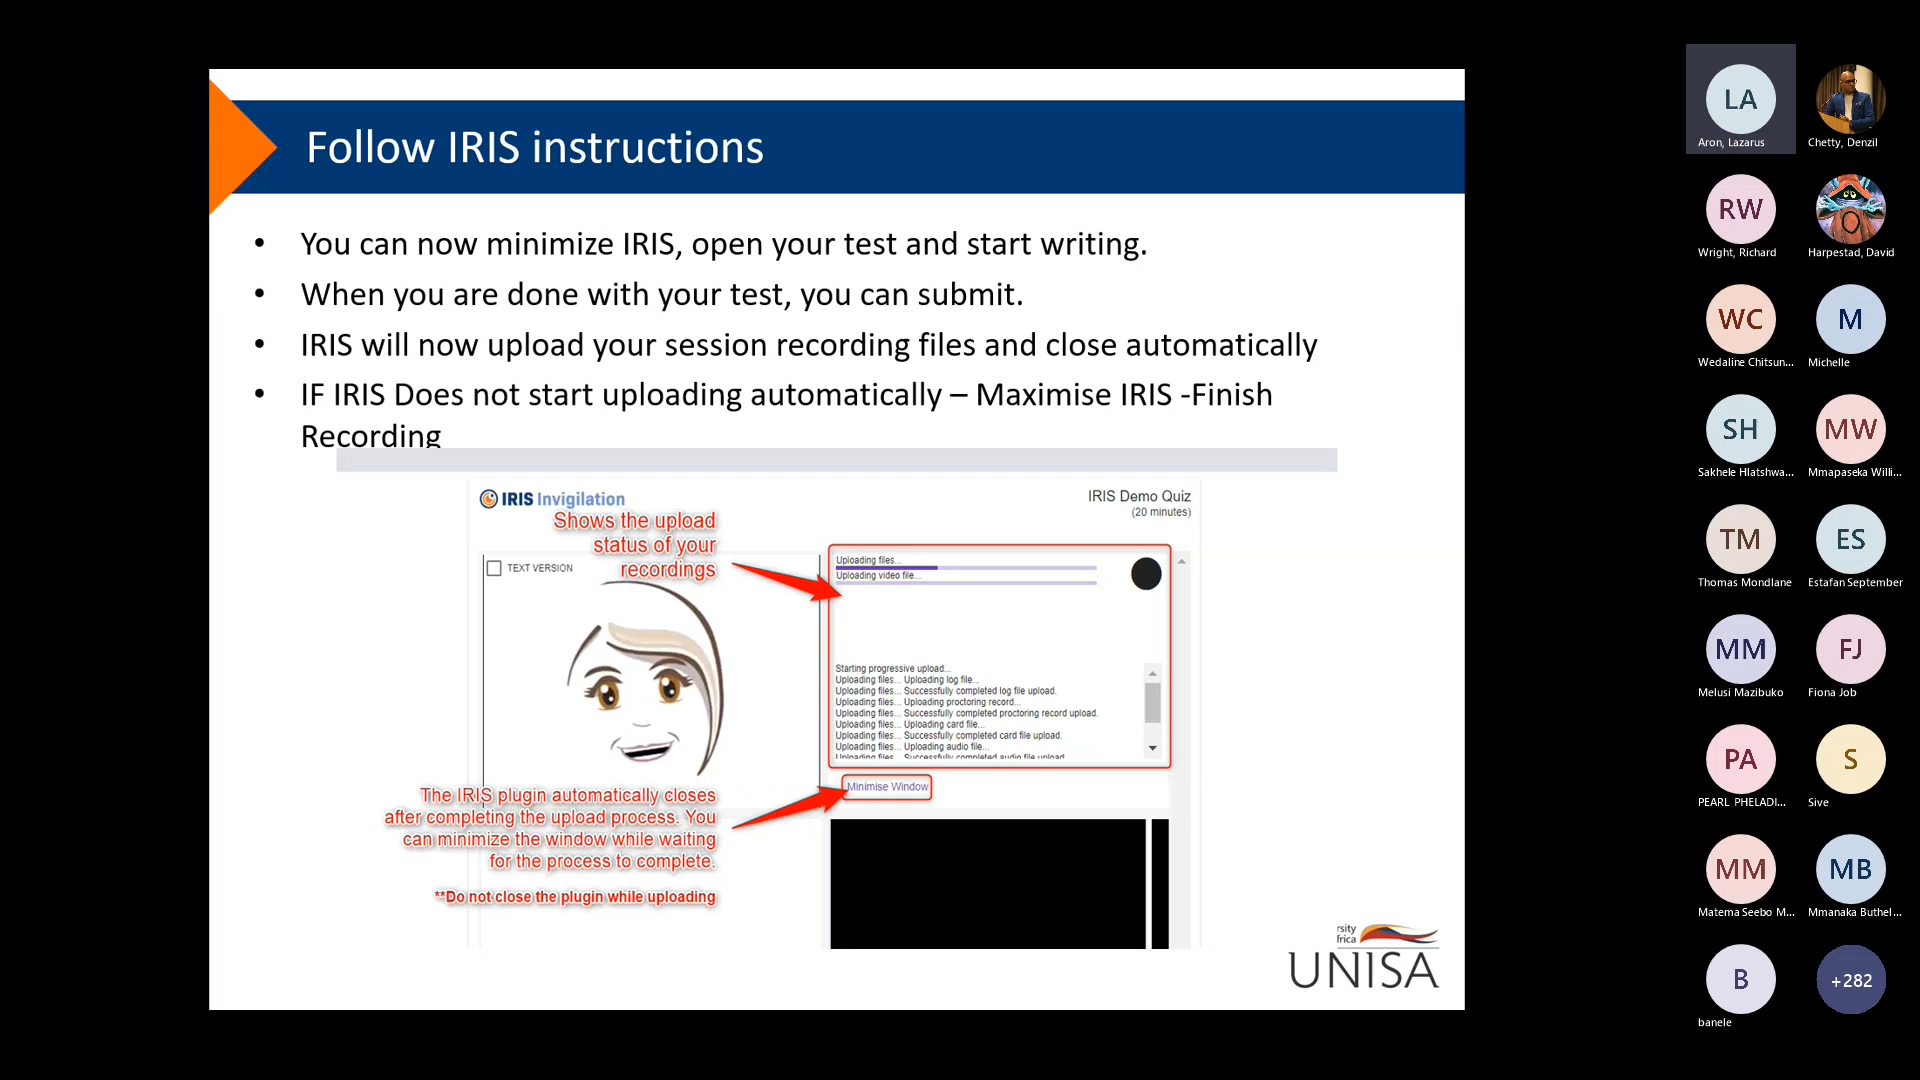 Follow IRIS instructions
• You can now minimize IRIS, open your test and start writing.
• When you are done with your test, you can submit.
• IRIS will now upload your session recording files and close automatically
• IF IRIS Does not start uploading automatically – Maximise IRIS -Finish
Recording
IRIS Invigilation
IRIS Demo Quiz
(20 minutes)
Shows the upload
status of your
recordings
TEXT VERSION
Uploading files...
Uploading video file...
Starting progressive upload...
Uploading files... Uploading log file...
Uploading files... Successfully completed log file upload.
Uploading files... Uploading proctoring record...
Uploading files... Successfully completed proctoring record upload.
Uploading files... Uploading card file...
Uploading files... Successfully completed card file upload.
Uploading files... Uploading audio file...
Uploading files... Successfully completed audio file upload
Minimise Window
The IRIS plugin automatically closes
after completing the upload process. You
can minimize the window while waiting
for the process to complete.
**Do not close the plugin while uploading
rsity
frica
UNISA
LA
Aron, Lazarus
Chetty, Denzil
RW
Wright, Richard
Harpestad, David
WC
Wedaline Chitsun...
M
Michelle
SH
Sakhele Hlatshwa...
MW
Mmapaseka Willi...
TM
Thomas Mondlane
ES
Estafan September
MM
Melusi Mazibuko
FJ
Fiona Job
PA
PEARL PHELADI...
S
Sive
MM
Matema Seebo M...
MB
Mmanaka Buthel...
B
banele
+282